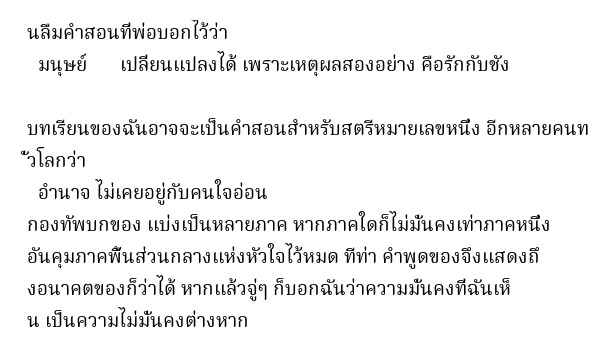 นลืมคำสอนที่พ่อบอกไว้ว่า
มนุษย์ เปลี่ยนแปลงได้ เพราะเหตุผลสองอย่าง คือรักกับชัง
บทเรียนของฉันอาจจะเป็นคำสอนสำหรับสตรีหมายเลขหนึ่ง อีกหลายคนท
ั่วโลกว่า
อำนาจ ไม่เคยอยู่กับคนใจอ่อน
กองทัพบกของ แบ่งเป็นหลายภาค หากภาคใดก็ไม่มั่นคงเท่าภาคหนึ่ง
อันคุมภาคพื้นส่วนกลางแห่งหัวใจไว้หมด ทีท่า คำพูดของจึงแสดงถึ
งอนาคตของก็ว่าได้ หากแล้วจู่ๆ ก็บอกฉันว่าความมั่นคงที่ฉันเห็
น เป็นความไม่มั่นคงต่างหาก